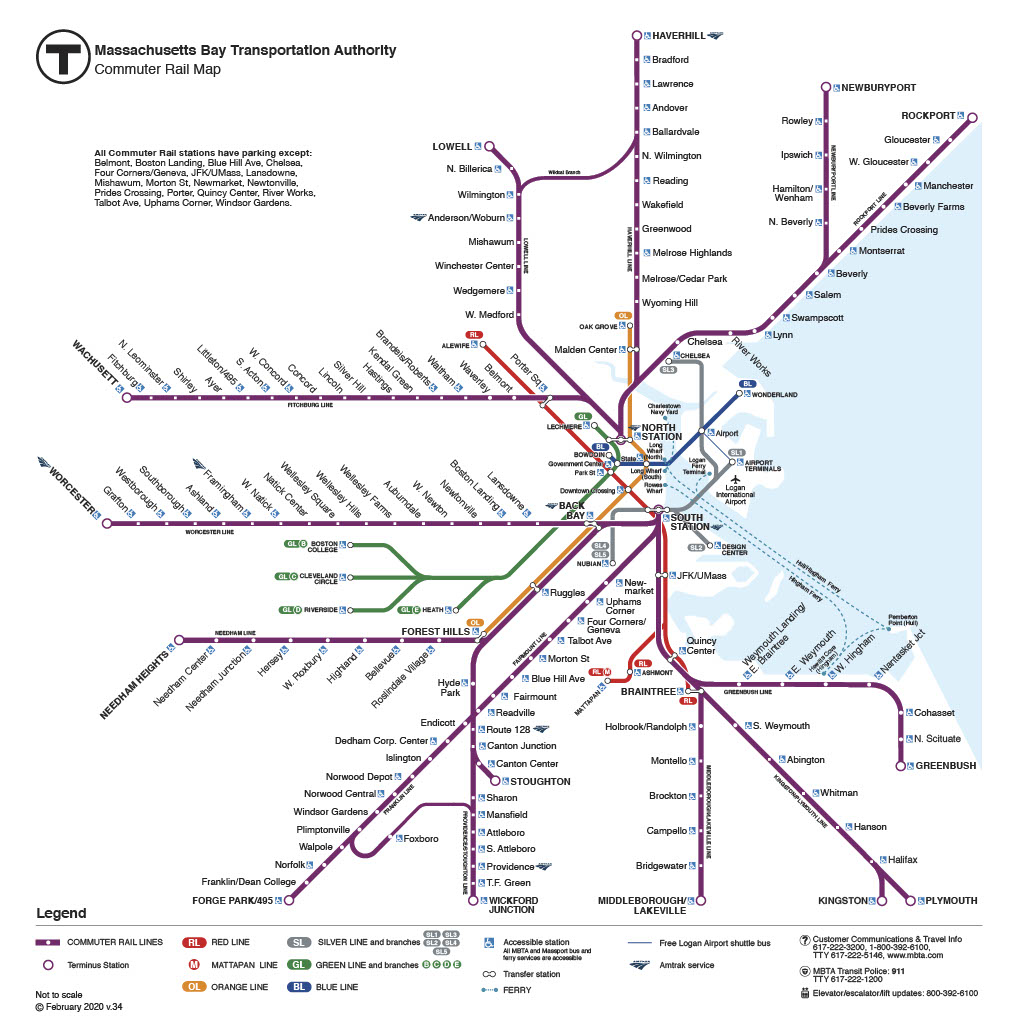 T
Massachusetts Bay Transportation Authority
Commuter Rail Map
All Commuter Rail stations have parking except:
Belmont, Boston Landing, Blue Hill Ave, Chelsea,
Four Corners/Geneva, JFK/UMass, Lansdowne,
Mishawum, Morton St, Newmarket, Newtonville,
Prides Crossing, Porter, Quincy Center, River Works,
Talbot Ave, Uphams Corner, Windsor Gardens.
HAVERHILL
Bradford
Lawrence
Andover
Ballardvale
N. Wilmington
Reading
Wakefield
Greenwood
Melrose Highlands
Melrose/Cedar Park
Wyoming Hill
HAVERHILL LINE
Wildcat Branch
OL
OAK GROVE
Malden Center
LOWELL
N. Billerica
Wilmington
Anderson/Woburn
Mishawum
Winchester Center
Wedgemere
W. Medford
LOWELL LINE
NEWBURYPORT
Rowley
Ipswich
Hamilton/
Wenham
N. Beverly
NEWBURYPORT LINE
ROCKPORT
Gloucester
W. Gloucester
Manchester
Beverly Farms
Prides Crossing
Montserrat
Beverly
Salem
Swampscott
Lynn
River Works
Chelsea
ROCKPORT LINE
CHELSEA
SL3
RL
ALEWIFE
WACHUSETT
Fitchburg
N. Leominster
Shirley
Ayer
Littleton/495
S. Acton
W. Concord
Concord
Lincoln
Silver Hill
Hastings
Kendal Green
Brandeis/Roberts
Waltham
Waverley
Belmont
Porter Sq
FITCHBURG LINE
GL
LECHMERE
BL
BOWDOIN
Government Center
Park St
Downtown Crossing
State
NORTH
STATION
Charlestown
Navy Yard
Long
Wharf
(North)
Long Wharf
(South)
Rowes
Wharf
Logan
Ferry
Terminal
BL
WONDERLAND
Airport
SL1
AIRPORT
TERMINALS
Logan
International
Airport
WORCESTER
Grafton
Westborough
Southborough
Ashland
Framingham
W. Natick
Natick Center
Wellesley Square
Wellesley Hills
Wellesley Farms
Auburndale
W. Newton
Newtonville
Boston Landing
Lansdowne
WORCESTER LINE
BACK
BAY
SOUTH
STATION
SL4
SL5
NUBIAN
SL2
DESIGN
CENTER
GL B
BOSTON
COLLEGE
GL C
CLEVELAND
CIRCLE
GL D
RIVERSIDE
GL E
HEATH
OL
FOREST HILLS
Ruggles
NEEDHAM LINE
NEEDHAM HEIGHTS
Needham Center
Needham Junction
Hersey
W. Roxbury
Highland
Bellevue
Roslindale Village
New-
market
Uphams
Corner
Four Corners/
Geneva
Talbot Ave
Morton St
Blue Hill Ave
Fairmount
Readville
FAIRMOUNT LINE
JFK/UMass
RL
ASHMONT
RL M
MATTAPAN
Quincy
Center
BRAINTREE
RL
Hull/Hingham Ferry
Hingham Ferry
Pemberton
Point (Hull)
Weymouth Landing/
E. Braintree
E. Weymouth
W. Hingham
Nantasket Jct
GREENBUSH LINE
Cohasset
N. Scituate
GREENBUSH
Hyde
Park
Route 128
Canton Junction
Canton Center
STOUGHTON
Sharon
Mansfield
Attleboro
S. Attleboro
Providence
T.F. Green
WICKFORD
JUNCTION
PROVIDENCE/STOUGHTON LINE
Endicott
Dedham Corp. Center
Islington
Norwood Depot
Norwood Central
Windsor Gardens
Plimptonville
Walpole
Norfolk
Franklin/Dean College
FORGE PARK/495
FRANKLIN LINE
Foxboro
Holbrook/Randolph
Montello
Brockton
Campello
Bridgewater
MIDDLEBOROUGH/
LAKEVILLE
MIDDLEBOROUGH/LAKEVILLE LINE
S. Weymouth
Abington
Whitman
Hanson
Halifax
KINGSTON
PLYMOUTH
KINGSTON/PLYMOUTH LINE
Legend
COMMUTER RAIL LINES
Terminus Station
RL RED LINE
M MATTAPAN LINE
OL ORANGE LINE
SL SILVER LINE and branches SL1 SL3 SL2 SL4 SL5
GL GREEN LINE and branches B C D E
BL BLUE LINE
Accessible station
All MBTA and Massport bus and
ferry services are accessible
Transfer station
FERRY
Free Logan Airport shuttle bus
Amtrak service
Customer Communications & Travel Info
617-222-3200, 1-800-392-6100,
TTY 617-222-5146, www.mbta.com
MBTA Transit Police: 911
TTY 617-222-1200
Elevator/escalator/lift updates: 800-392-6100
Not to scale
© February 2020 v.34